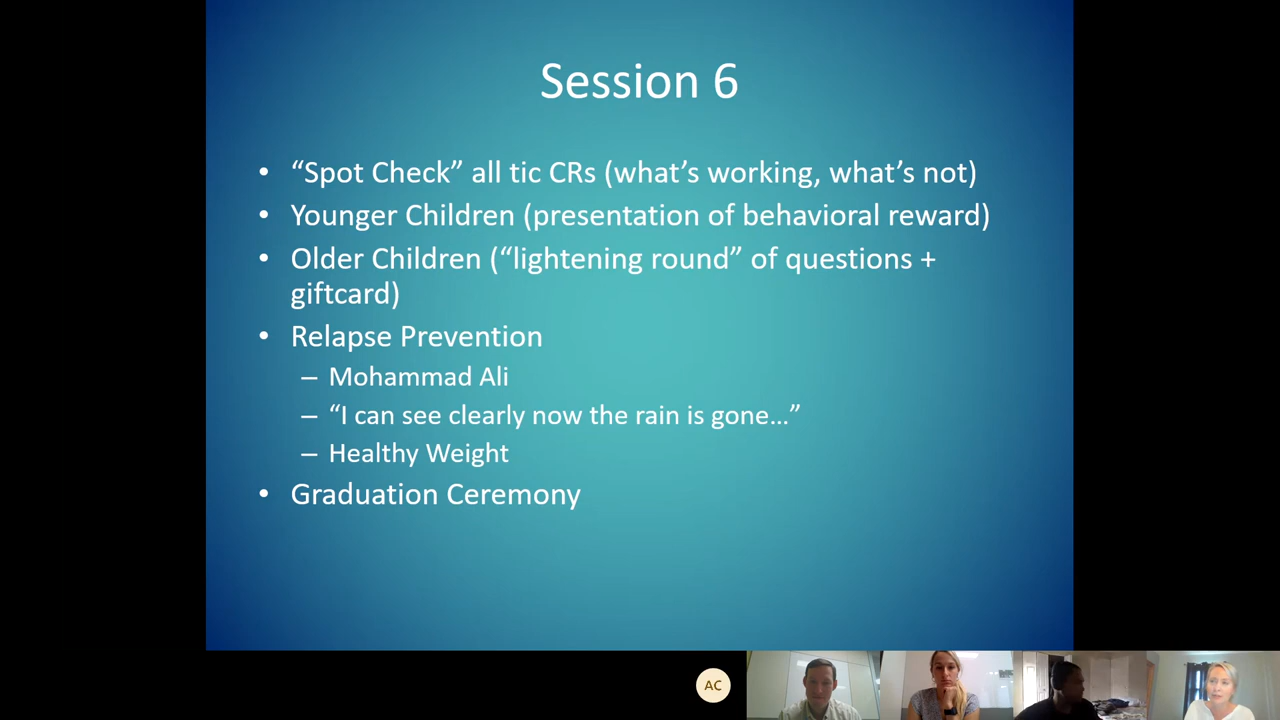 Session 6
• “Spot Check” all tic CRs (what’s working, what’s not)
• Younger Children (presentation of behavioral reward)
• Older Children (“lightening round” of questions +
giftcard)
• Relapse Prevention
– Mohammad Ali
– “I can see clearly now the rain is gone…”
– Healthy Weight
• Graduation Ceremony
AC